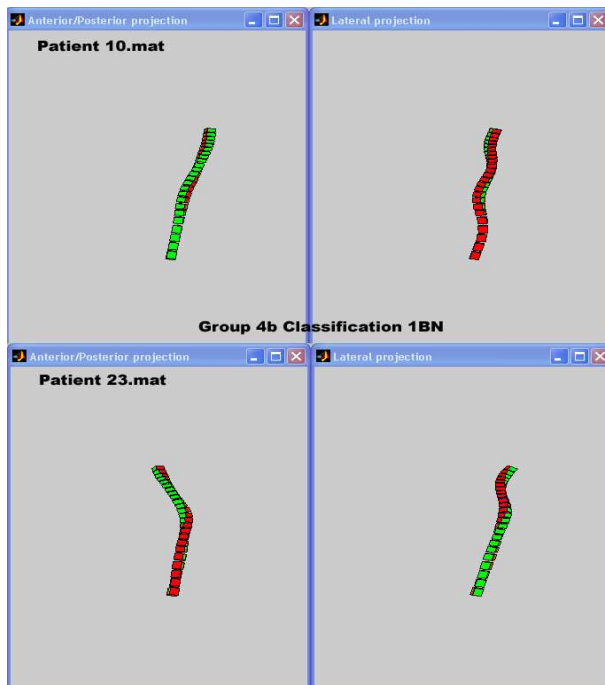 Anterior/Posterior projection
Lateral projection
Patient 10.mat
Group 4b Classification 1BN
Anterior/Posterior projection
Lateral projection
Patient 23.mat